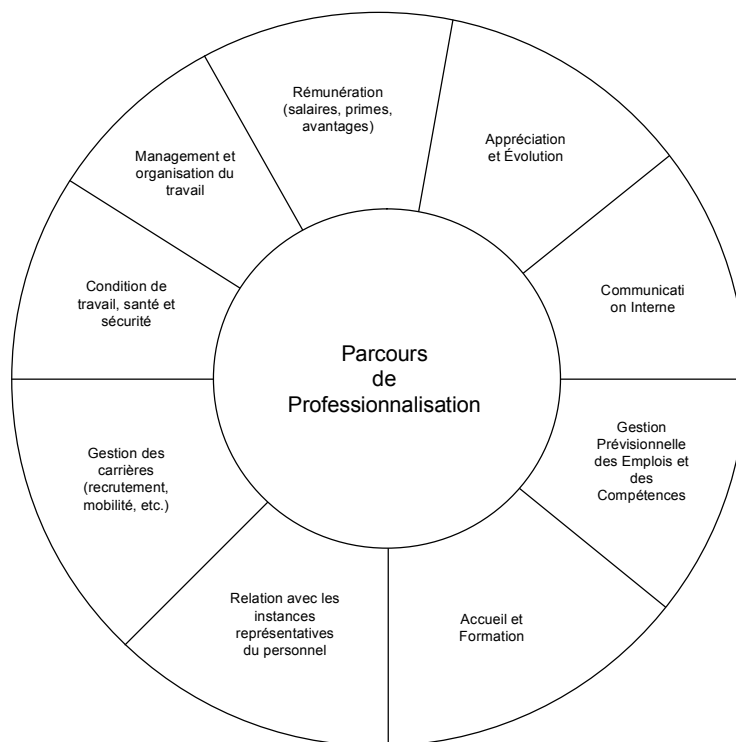 Rémunération
(salaires, primes,
avantages)
Appréciation
et Évolution
Communicati
on Interne
Gestion
Prévisionnelle
des Emplois et
des
Compétences
Accueil et
Formation
Relation avec les
instances
représentatives
du personnel
Gestion des
carrières
(recrutement,
mobilité, etc.)
Condition de
travail, santé et
sécurité
Management et
organisation du
travail
Parcours
de
Professionnalisation